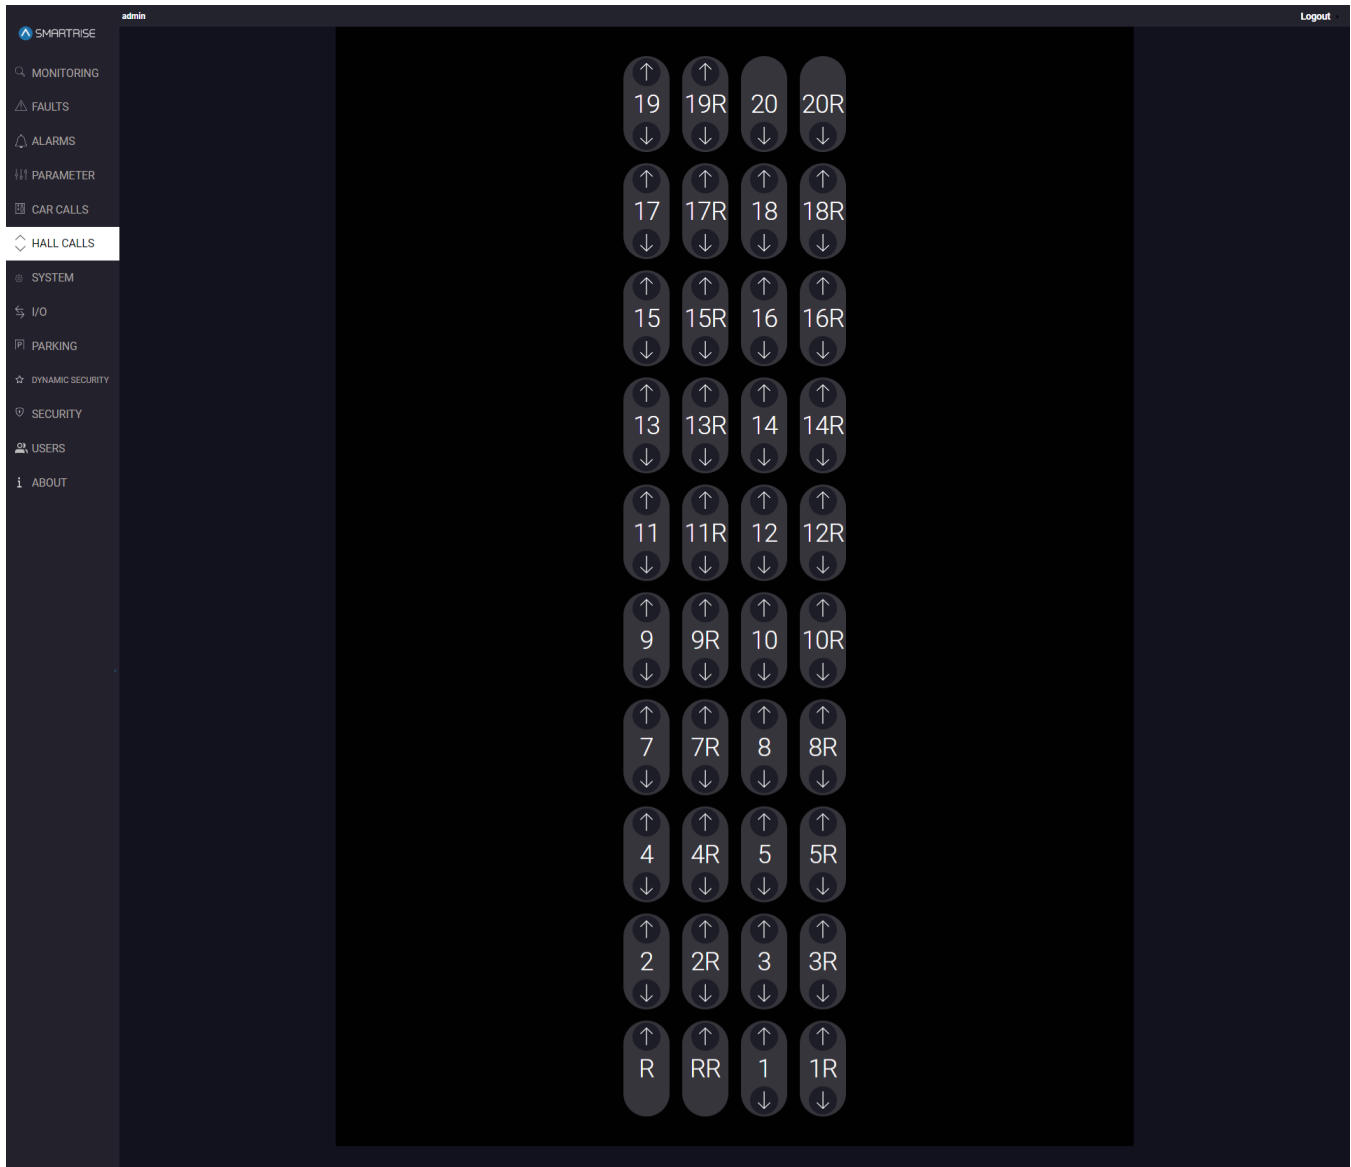 admin
Logout
SMARTRISE
MONITORING
FAULTS
ALARMS
PARAMETER
CAR CALLS
HALL CALLS
SYSTEM
I/O
PARKING
DYNAMIC SECURITY
SECURITY
USERS
ABOUT
19 19R 20 20R
17 17R 18 18R
15 15R 16 16R
13 13R 14 14R
11 11R 12 12R
9 9R 10 10R
7 7R 8 8R
4 4R 5 5R
2 2R 3 3R
R RR 1 1R